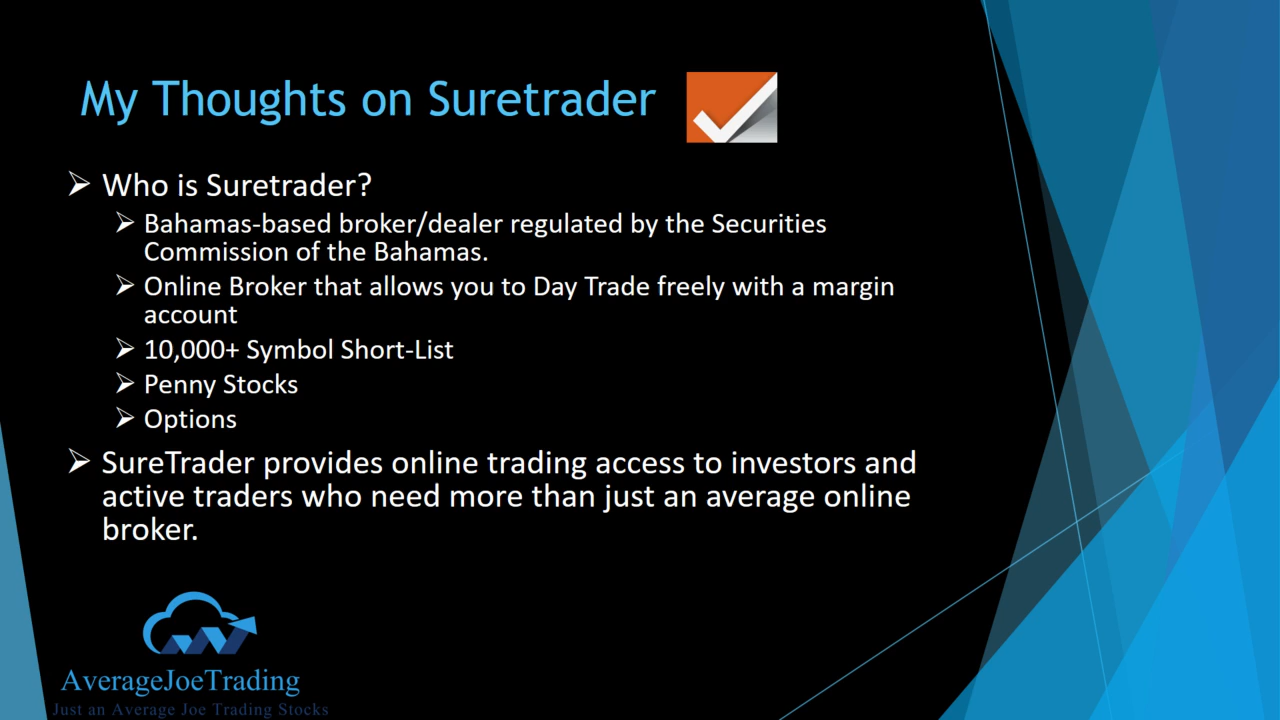 My Thoughts on Suretrader
Who is Suretrader?
Bahamas-based broker/dealer regulated by the Securities
Commission of the Bahamas.
Online Broker that allows you to Day Trade freely with a margin
account
10,000+ Symbol Short-List
Penny Stocks
Options
SureTrader provides online trading access to investors and
active traders who need more than just an average online
broker.
AverageJoeTrading
Just an Average Joe Trading Stocks